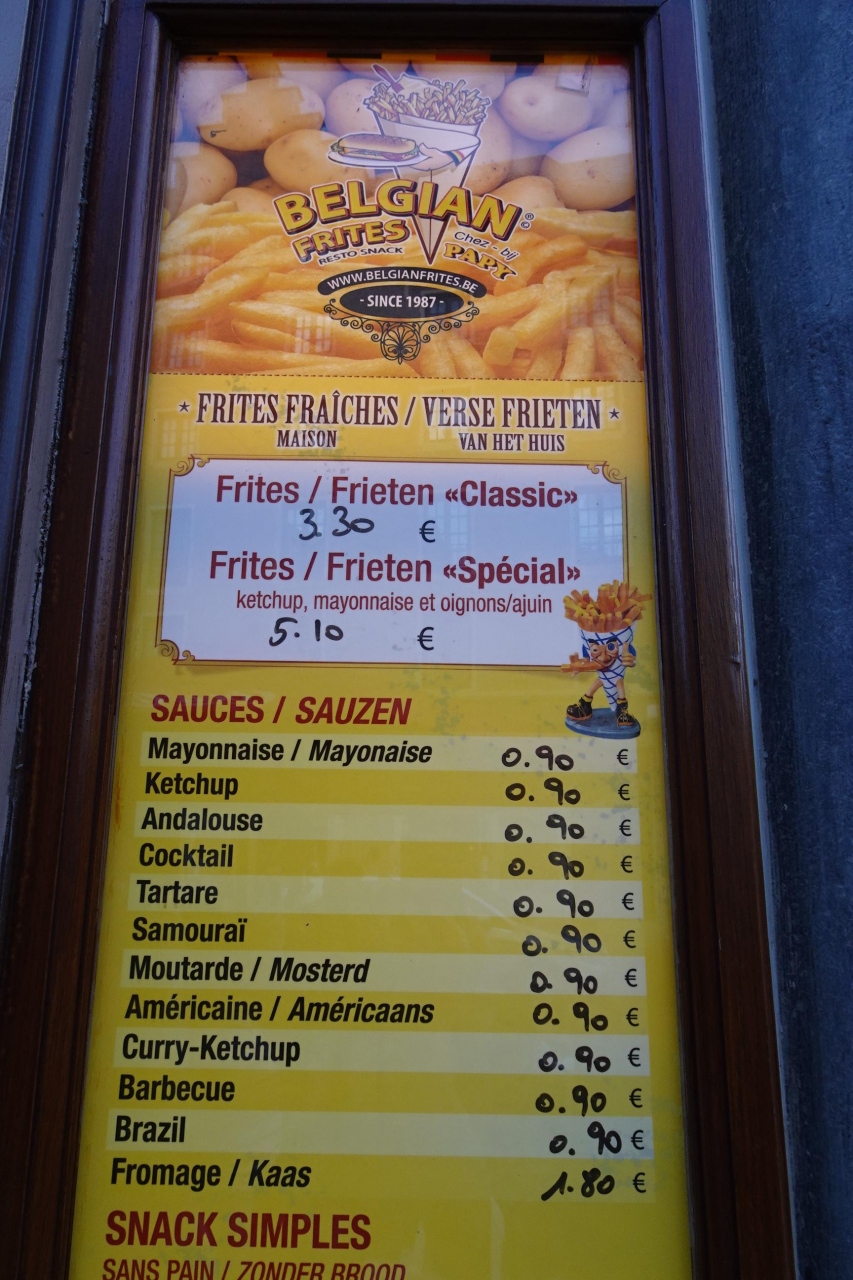 BELGIAN ®
FRITES ©
RESTO SNACK
Chez - bij
PAPY
WWW.BELGIANFRITES.BE
- SINCE 1987 -
* FRITES FRAÎCHES / VERSE FRIETEN *
MAISON VAN HET HUIS
Frites / Frieten «Classic»
3.30 €
Frites / Frieten «Spécial»
ketchup, mayonnaise et oignons/ajuin
5.10 €
SAUCES / SAUZEN
Mayonnaise / Mayonaise 0.90 €
Ketchup 0.90 €
Andalouse 0.90 €
Cocktail 0.90 €
Tartare 0.90 €
Samouraï 0.90 €
Moutarde / Mosterd 0.90 €
Américaine / Américaans 0.90 €
Curry-Ketchup 0.90 €
Barbecue 0.90 €
Brazil 0.90 €
Fromage / Kaas 1.80 €
SNACK SIMPLES
SANS PAIN / ZONDER BROOD